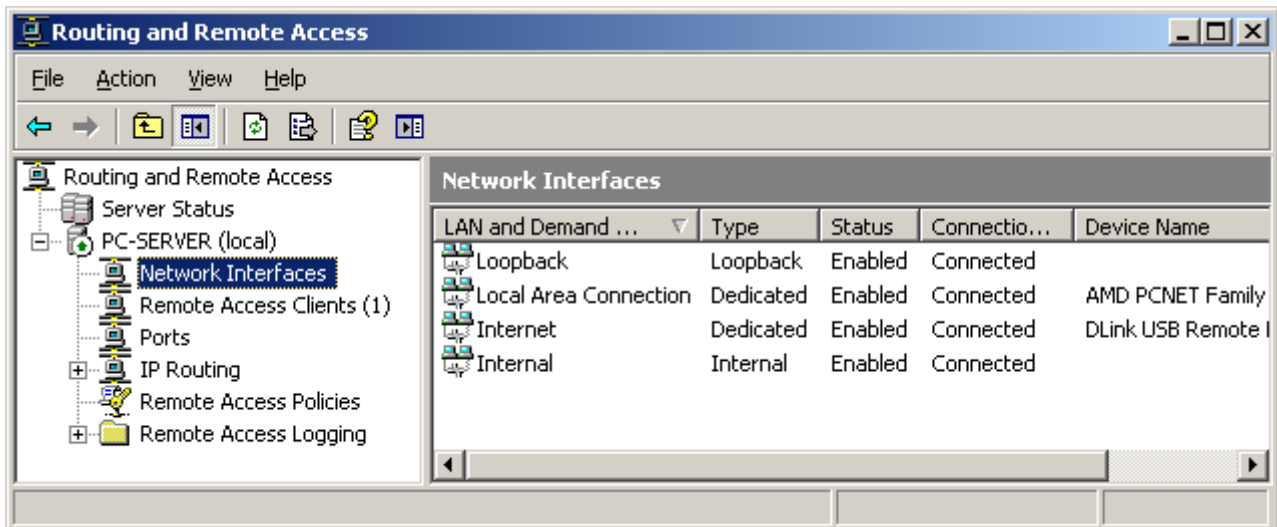 Routing and Remote Access
File Action View Help
Routing and Remote Access
Server Status
PC-SERVER (local)
Network Interfaces
Remote Access Clients (1)
Ports
IP Routing
Remote Access Policies
Remote Access Logging
Network Interfaces
LAN and Demand ... Type Status Connectio... Device Name
Loopback Loopback Enabled Connected
Local Area Connection Dedicated Enabled Connected AMD PCNET Family
Internet Dedicated Enabled Connected DLink USB Remote
Internal Internal Enabled Connected